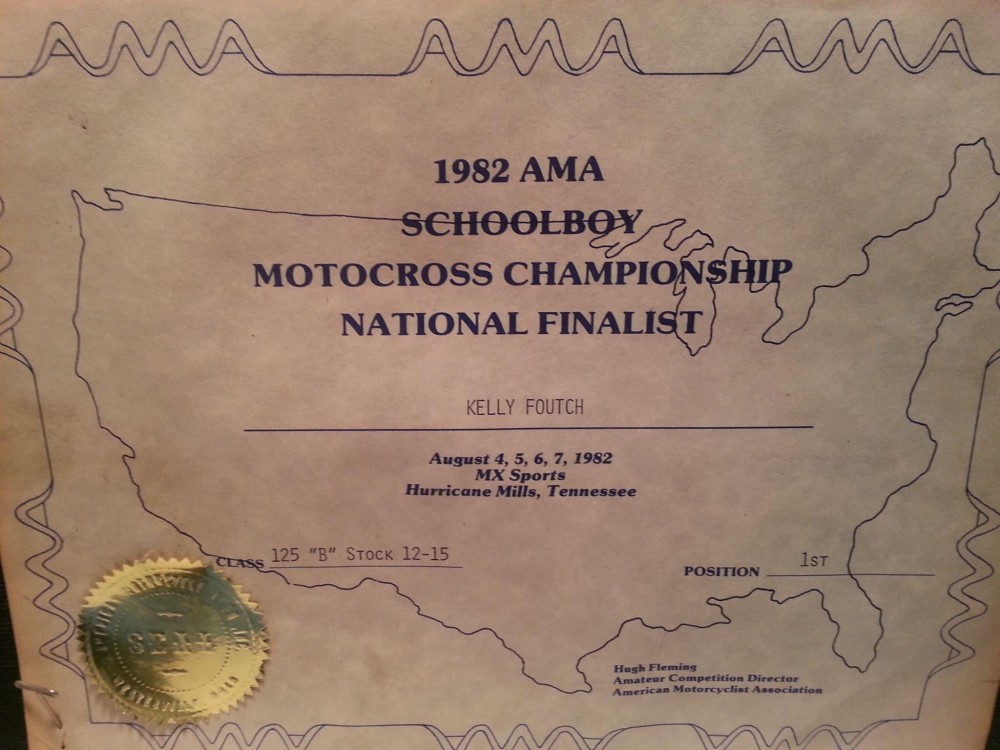 AMA AMA AMA
1982 AMA
SCHOOLBOY
MOTOCROSS CHAMPIONSHIP
NATIONAL FINALIST
KELLY FOUTCH
August 4, 5, 6, 7, 1982
MX Sports
Hurricane Mills, Tennessee
CLASS 125 "B" STOCK 12-15
POSITION 1ST
SEAL
Hugh Fleming
Amateur Competition Director
American Motorcyclist Association